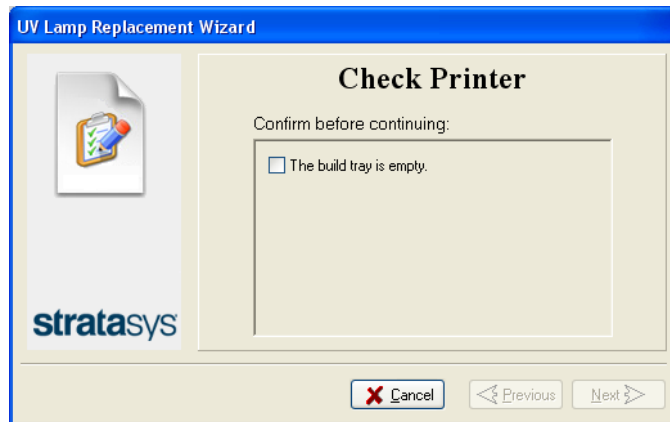 UV Lamp Replacement Wizard
Check Printer
Confirm before continuing:
The build tray is empty.
stratasys
Cancel
Previous
Next